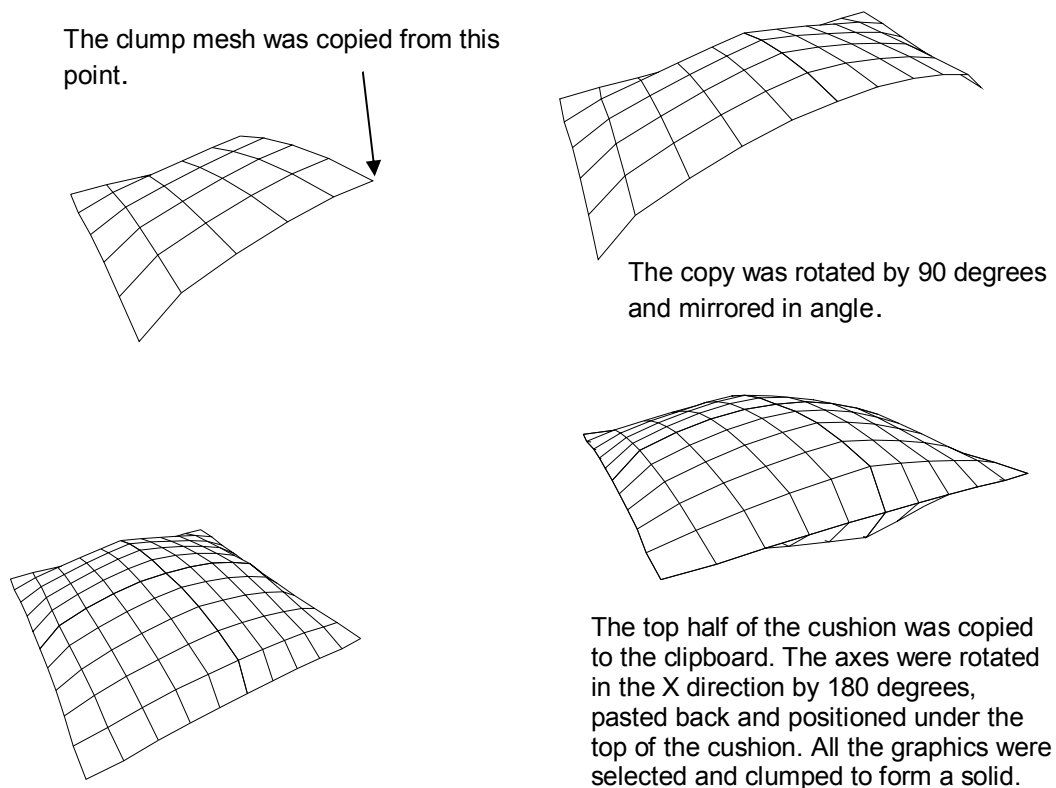 The clump mesh was copied from this
point.
The copy was rotated by 90 degrees
and mirrored in angle.
The top half of the cushion was copied
to the clipboard. The axes were rotated
in the X direction by 180 degrees,
pasted back and positioned under the
top of the cushion. All the graphics were
selected and clumped to form a solid.